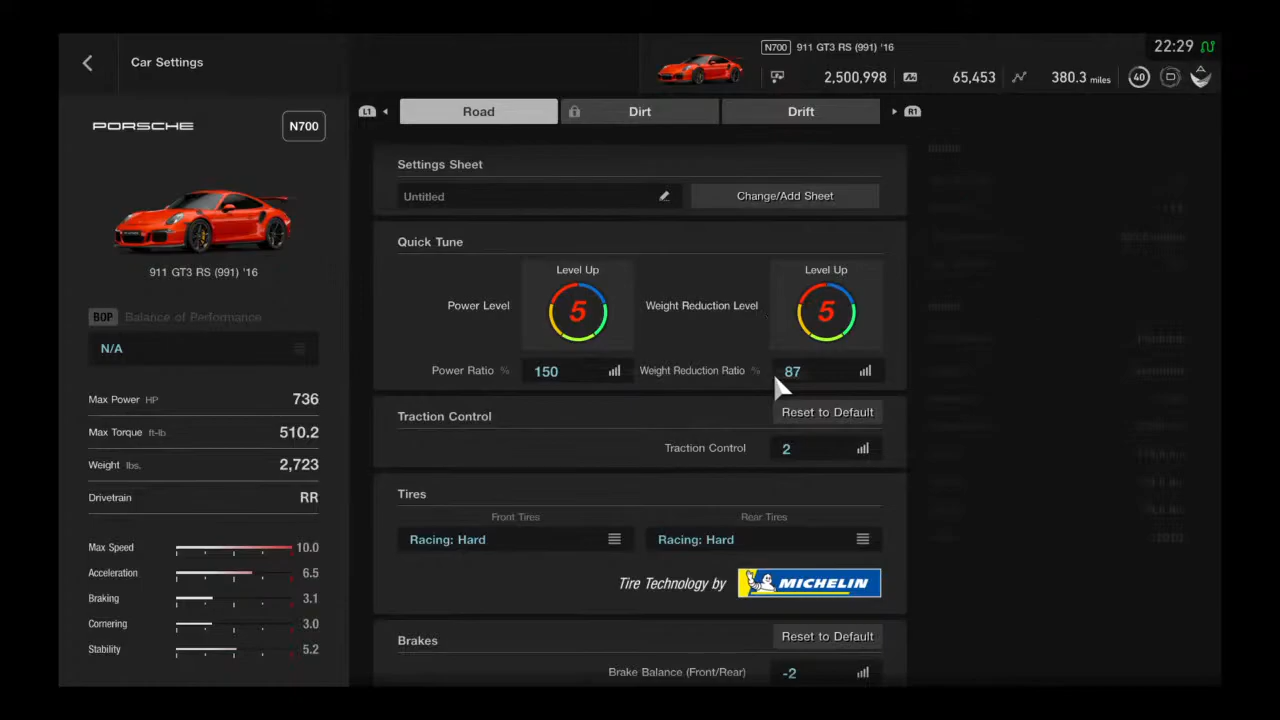 Car Settings
N700 911 GT3 RS (991) '16
22:29
2,500,998 65,453 380.3 miles 40 D A
PORSCHE N700
911 GT3 RS (991) '16
BOP Balance of Performance
N/A
Max Power HP 736
Max Torque ft-lb 510.2
Weight lbs. 2,723
Drivetrain RR
Max Speed 10.0
Acceleration 6.5
Braking 3.1
Cornering 3.0
Stability 5.2
L1 Road Dirt Drift R1
Settings Sheet
Untitled Change/Add Sheet
Quick Tune
Level Up Level Up
Power Level 5 Weight Reduction Level 5
Power Ratio % 150 Weight Reduction Ratio % 87
Traction Control Reset to Default
Traction Control 2
Tires
Front Tires Rear Tires
Racing: Hard Racing: Hard
Tire Technology by MICHELIN
Brakes Reset to Default
Brake Balance (Front/Rear) -2